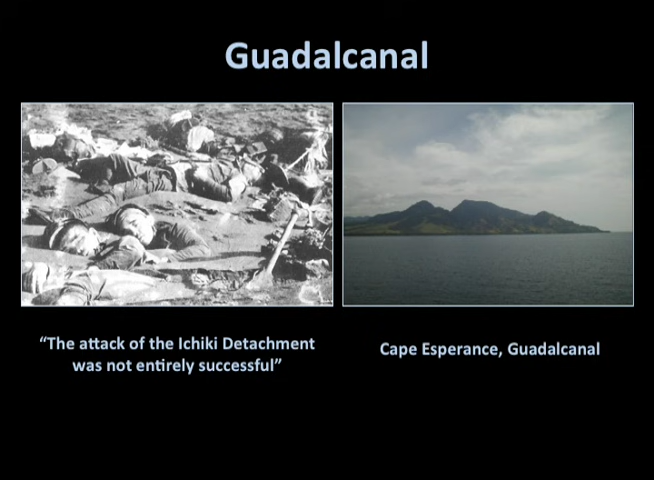 Guadalcanal
“The attack of the Ichiki Detachment
was not entirely successful”
Cape Esperance, Guadalcanal